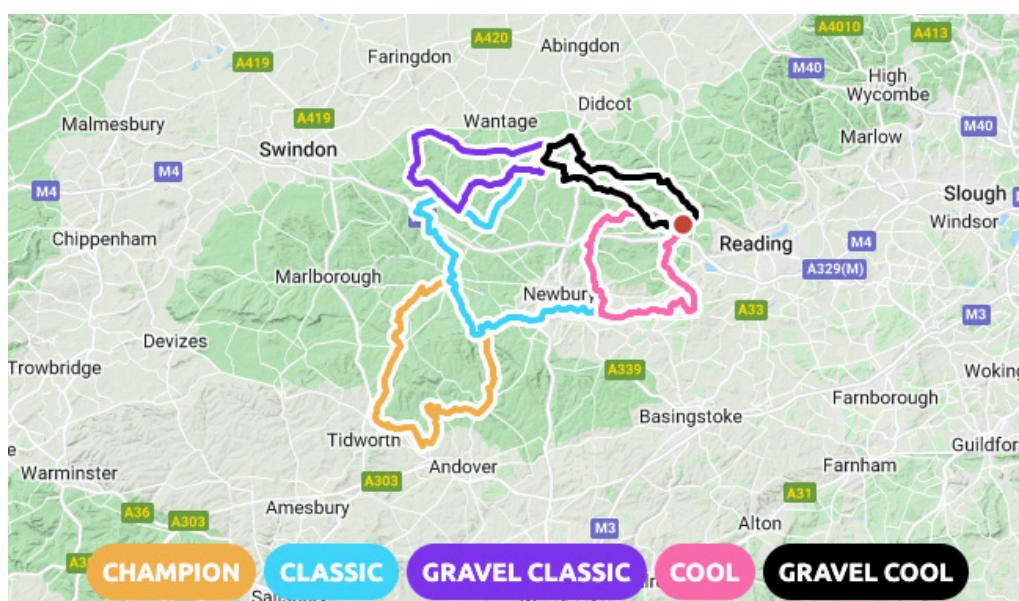 A420
Abingdon
A4010
A413
Faringdon
A419
M40
High
Wycombe
Didcot
Malmesbury
A419
Wantage
M40
Marlow
Swindon
M4
M4
Slough
Windsor
Chippenham
Reading
M4
A329(M)
Marlborough
Newbury
A33
M3
Devizes
Trowbridge
A339
Woking
Farnborough
Basingstoke
Tidworth
Guildfor
Warminster
Andover
Farnham
A303
A31
Amesbury
A36
A303
M3
Alton
CHAMPION
CLASSIC
GRAVEL CLASSIC
COOL
GRAVEL COOL